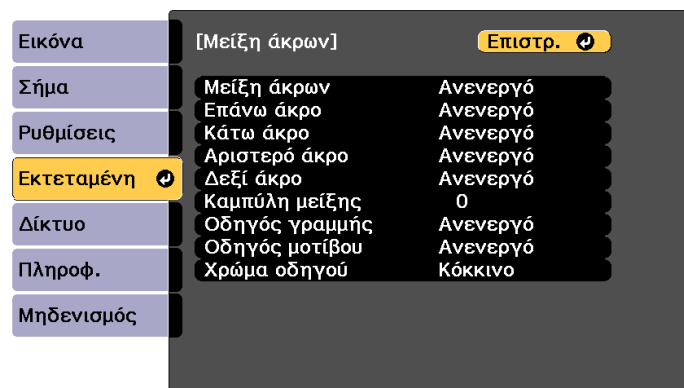 Εικόνα
Σήμα
Ρυθμίσεις
Εκτεταμένη
Δίκτυο
Πληροφ.
Μηδενισμός
[Μείξη άκρων] Επιστρ.
Μείξη άκρων Ανενεργό
Επάνω άκρο Ανενεργό
Κάτω άκρο Ανενεργό
Αριστερό άκρο Ανενεργό
Δεξί άκρο Ανενεργό
Καμπύλη μείξης 0
Οδηγός γραμμής Ανενεργό
Οδηγός μοτίβου Ανενεργό
Χρώμα οδηγού Κόκκινο